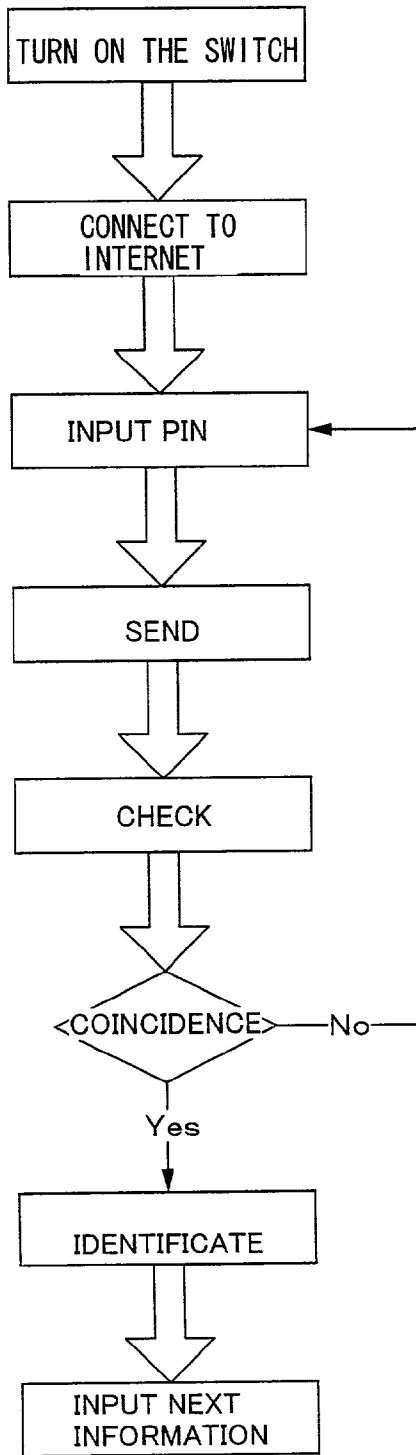 TURN ON THE SWITCH
CONNECT TO
INTERNET
INPUT PIN
SEND
CHECK
COINCIDENCE
No
Yes
IDENTIFICATE
INPUT NEXT
INFORMATION